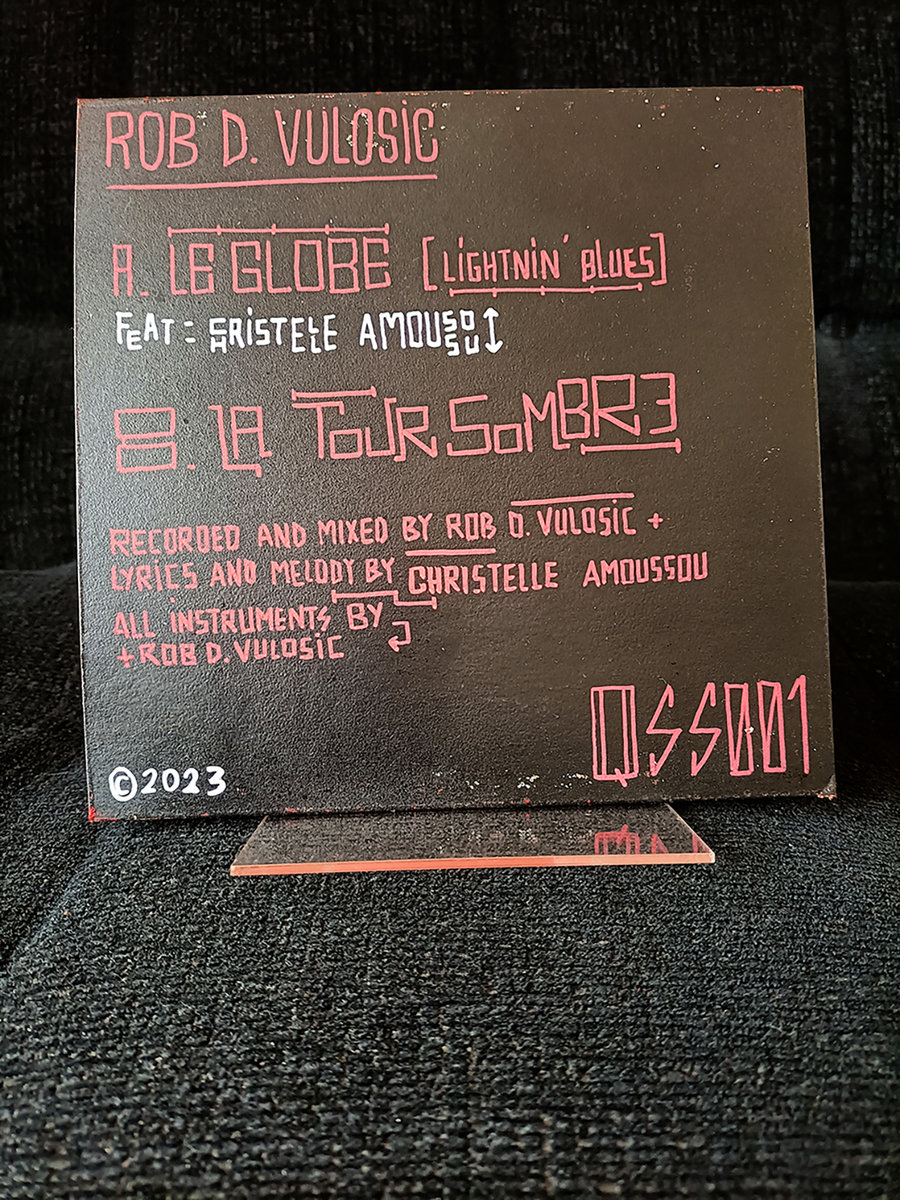 ROB D. VULOSIC
A. LE GLOBE [LIGHTNIN' BLUES]
FEAT = CHRISTELLE AMOUSSOU
B. LA TOUR SOMBRE
RECORDED AND MIXED BY ROB D. VULOSIC +
LYRICS AND MELODY BY CHRISTELLE AMOUSSOU
ALL INSTRUMENTS BY
+ROB D. VULOSIC
QSS001
©2023